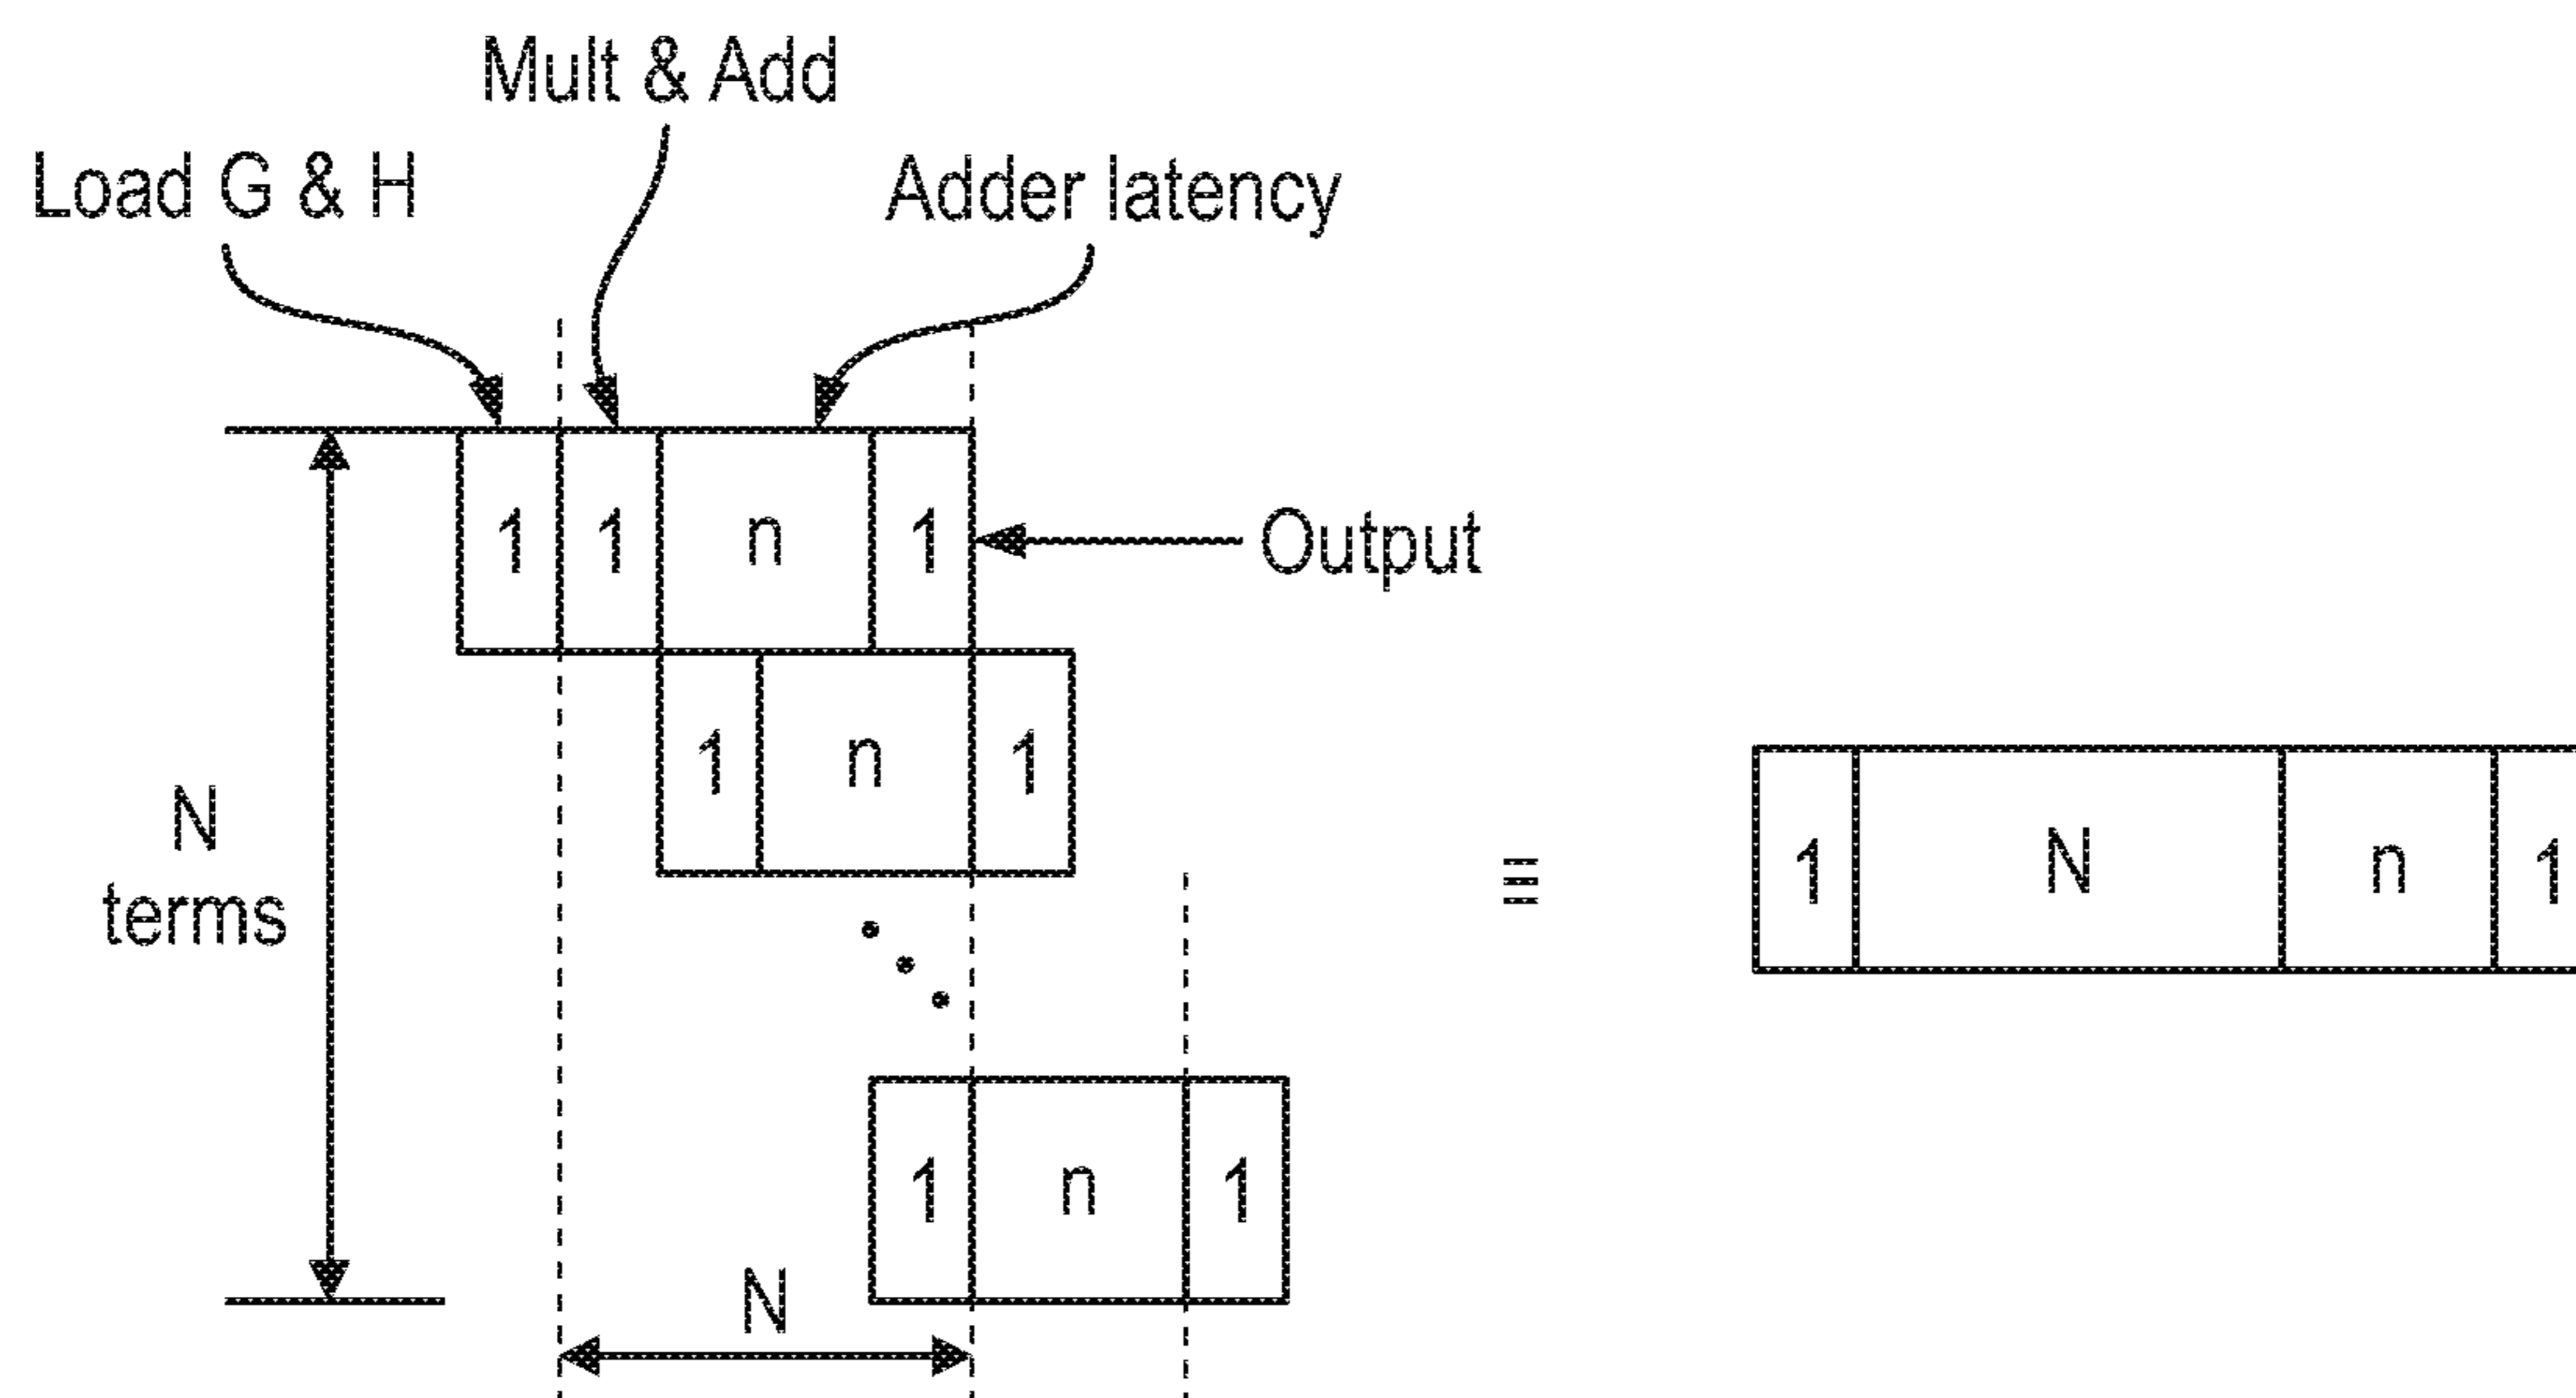 Mult & Add
Load G & H
Adder latency
1 1 n 1
Output
1 n 1
N
terms
≡
1 N n 1
1 n 1
N